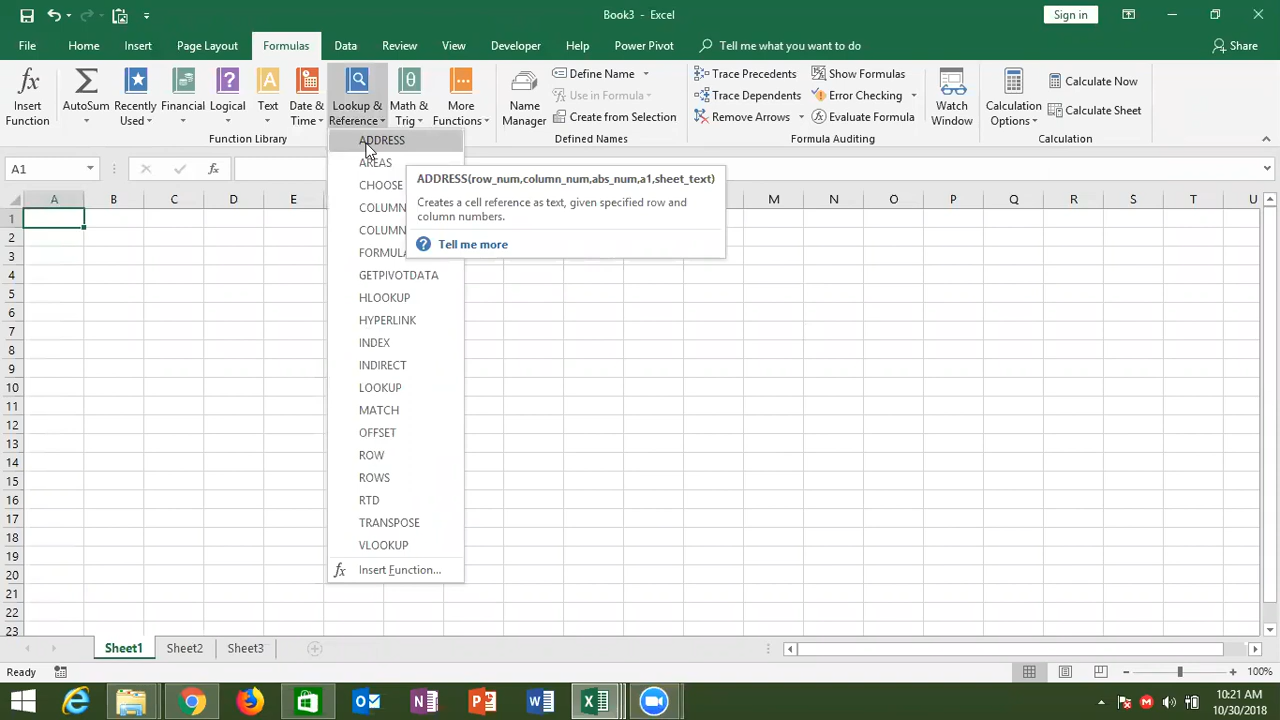 Book3 - Excel
Sign in
File Home Insert Page Layout Formulas Data Review View Developer Help Power Pivot Tell me what you want to do Share
Insert Function
AutoSum
Recently Used
Financial
Logical
Text
Date & Time
Lookup & Reference
Math & Trig
More Functions
Function Library
Name Manager
Define Name
Use in Formula
Create from Selection
Defined Names
Trace Precedents
Trace Dependents
Remove Arrows
Show Formulas
Error Checking
Evaluate Formula
Formula Auditing
Watch Window
Calculation Options
Calculate Now
Calculate Sheet
Calculation
A1
fx
A B C D E M N O P Q R S T U
1
2
3
4
5
6
7
8
9
10
11
12
13
14
15
16
17
18
19
20
21
22
23
ADDRESS
AREAS
CHOOSE
COLUMN
COLUMN
FORMULA
GETPIVOTDATA
HLOOKUP
HYPERLINK
INDEX
INDIRECT
LOOKUP
MATCH
OFFSET
ROW
ROWS
RTD
TRANSPOSE
VLOOKUP
fx Insert Function...
ADDRESS(row_num,column_num,abs_num,a1,sheet_text)
Creates a cell reference as text, given specified row and
column numbers.
Tell me more
Sheet1 Sheet2 Sheet3
Ready
100%
10:21 AM
10/30/2018